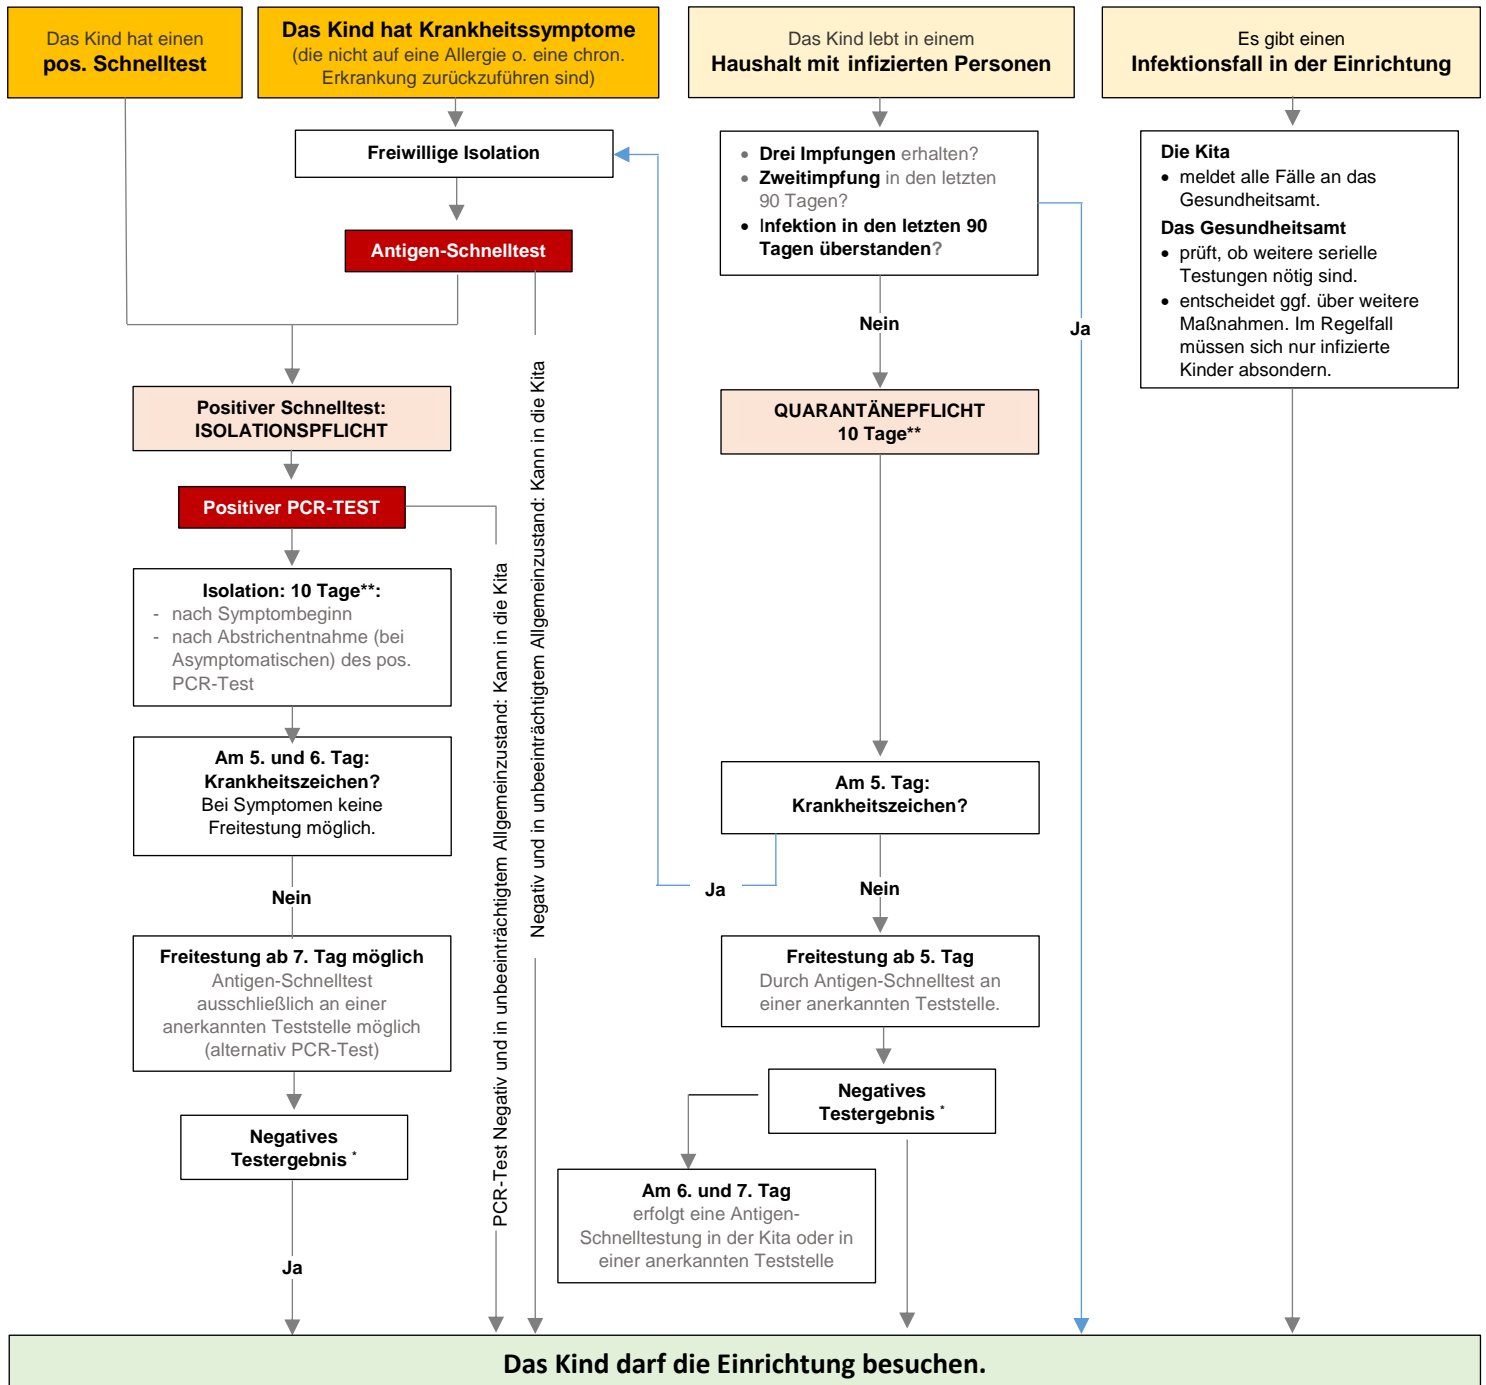 Das Kind hat einen
pos. Schnelltest
Das Kind hat Krankheitssymptome
(die nicht auf eine Allergie o. eine chron.
Erkrankung zurückzuführen sind)
Das Kind lebt in einem
Haushalt mit infizierten Personen
Es gibt einen
Infektionsfall in der Einrichtung
Freiwillige Isolation
Antigen-Schnelltest
Positiver Schnelltest:
ISOLATIONSPFLICHT
Positiver PCR-TEST
Isolation: 10 Tage**:
- nach Symptombeginn
- nach Abstrichentnahme (bei
Asymptomatischen) des pos.
PCR-Test
Am 5. und 6. Tag:
Krankheitszeichen?
Bei Symptomen keine
Freitestung möglich.
Nein
Freitestung ab 7. Tag möglich
Antigen-Schnelltest
ausschließlich an einer
anerkannten Teststelle möglich
(alternativ PCR-Test)
Negatives
Testergebnis *
Ja
PCR-Test Negativ und in unbeeinträchtigtem Allgemeinzustand: Kann in die Kita
Negativ und in unbeeinträchtigtem Allgemeinzustand: Kann in die Kita
• Drei Impfungen erhalten?
• Zweitimpfung in den letzten
90 Tagen?
• Infektion in den letzten 90
Tagen überstanden?
Nein
Ja
QUARANTÄNEPFLICHT
10 Tage**
Am 5. Tag:
Krankheitszeichen?
Ja
Nein
Freitestung ab 5. Tag
Durch Antigen-Schnelltest an
einer anerkannten Teststelle.
Negatives
Testergebnis *
Am 6. und 7. Tag
erfolgt eine Antigen-
Schnelltestung in der Kita oder in
einer anerkannten Teststelle
Die Kita
• meldet alle Fälle an das
Gesundheitsamt.
Das Gesundheitsamt
• prüft, ob weitere serielle
Testungen nötig sind.
• entscheidet ggf. über weitere
Maßnahmen. Im Regelfall
müssen sich nur infizierte
Kinder absondern.
Das Kind darf die Einrichtung besuchen.